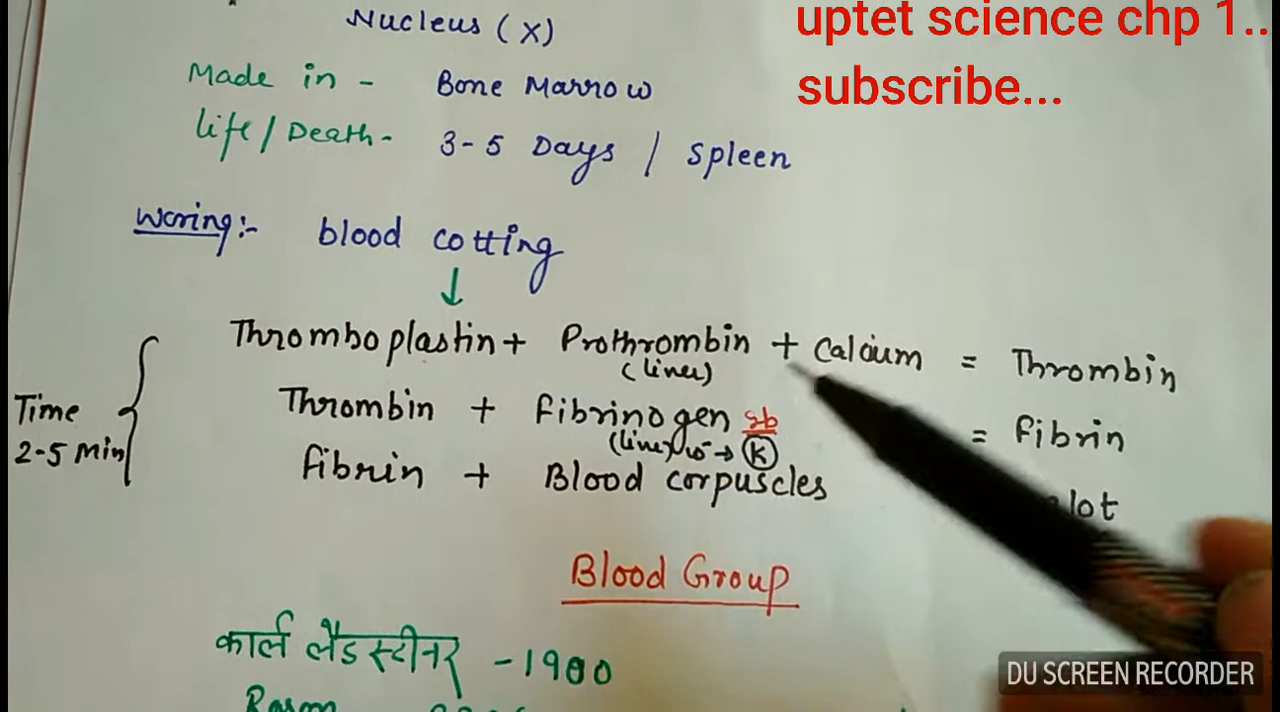 Nucleus (X)
uptet science chp 1..
subscribe...
Made in - Bone Marrow
life/Death- 3-5 Days / Spleen
Woring:- blood cotting
↓
Thromboplastin + Prothrombin + Calcium = Thrombin
(liver)
Thrombin + Fibrinogen = fibrin
Time
2-5 Min
(liver) → K
fibrin + Blood corpuscles lot
Blood Group
कार्ल लैडस्टीनर - 1900
DU SCREEN RECORDER